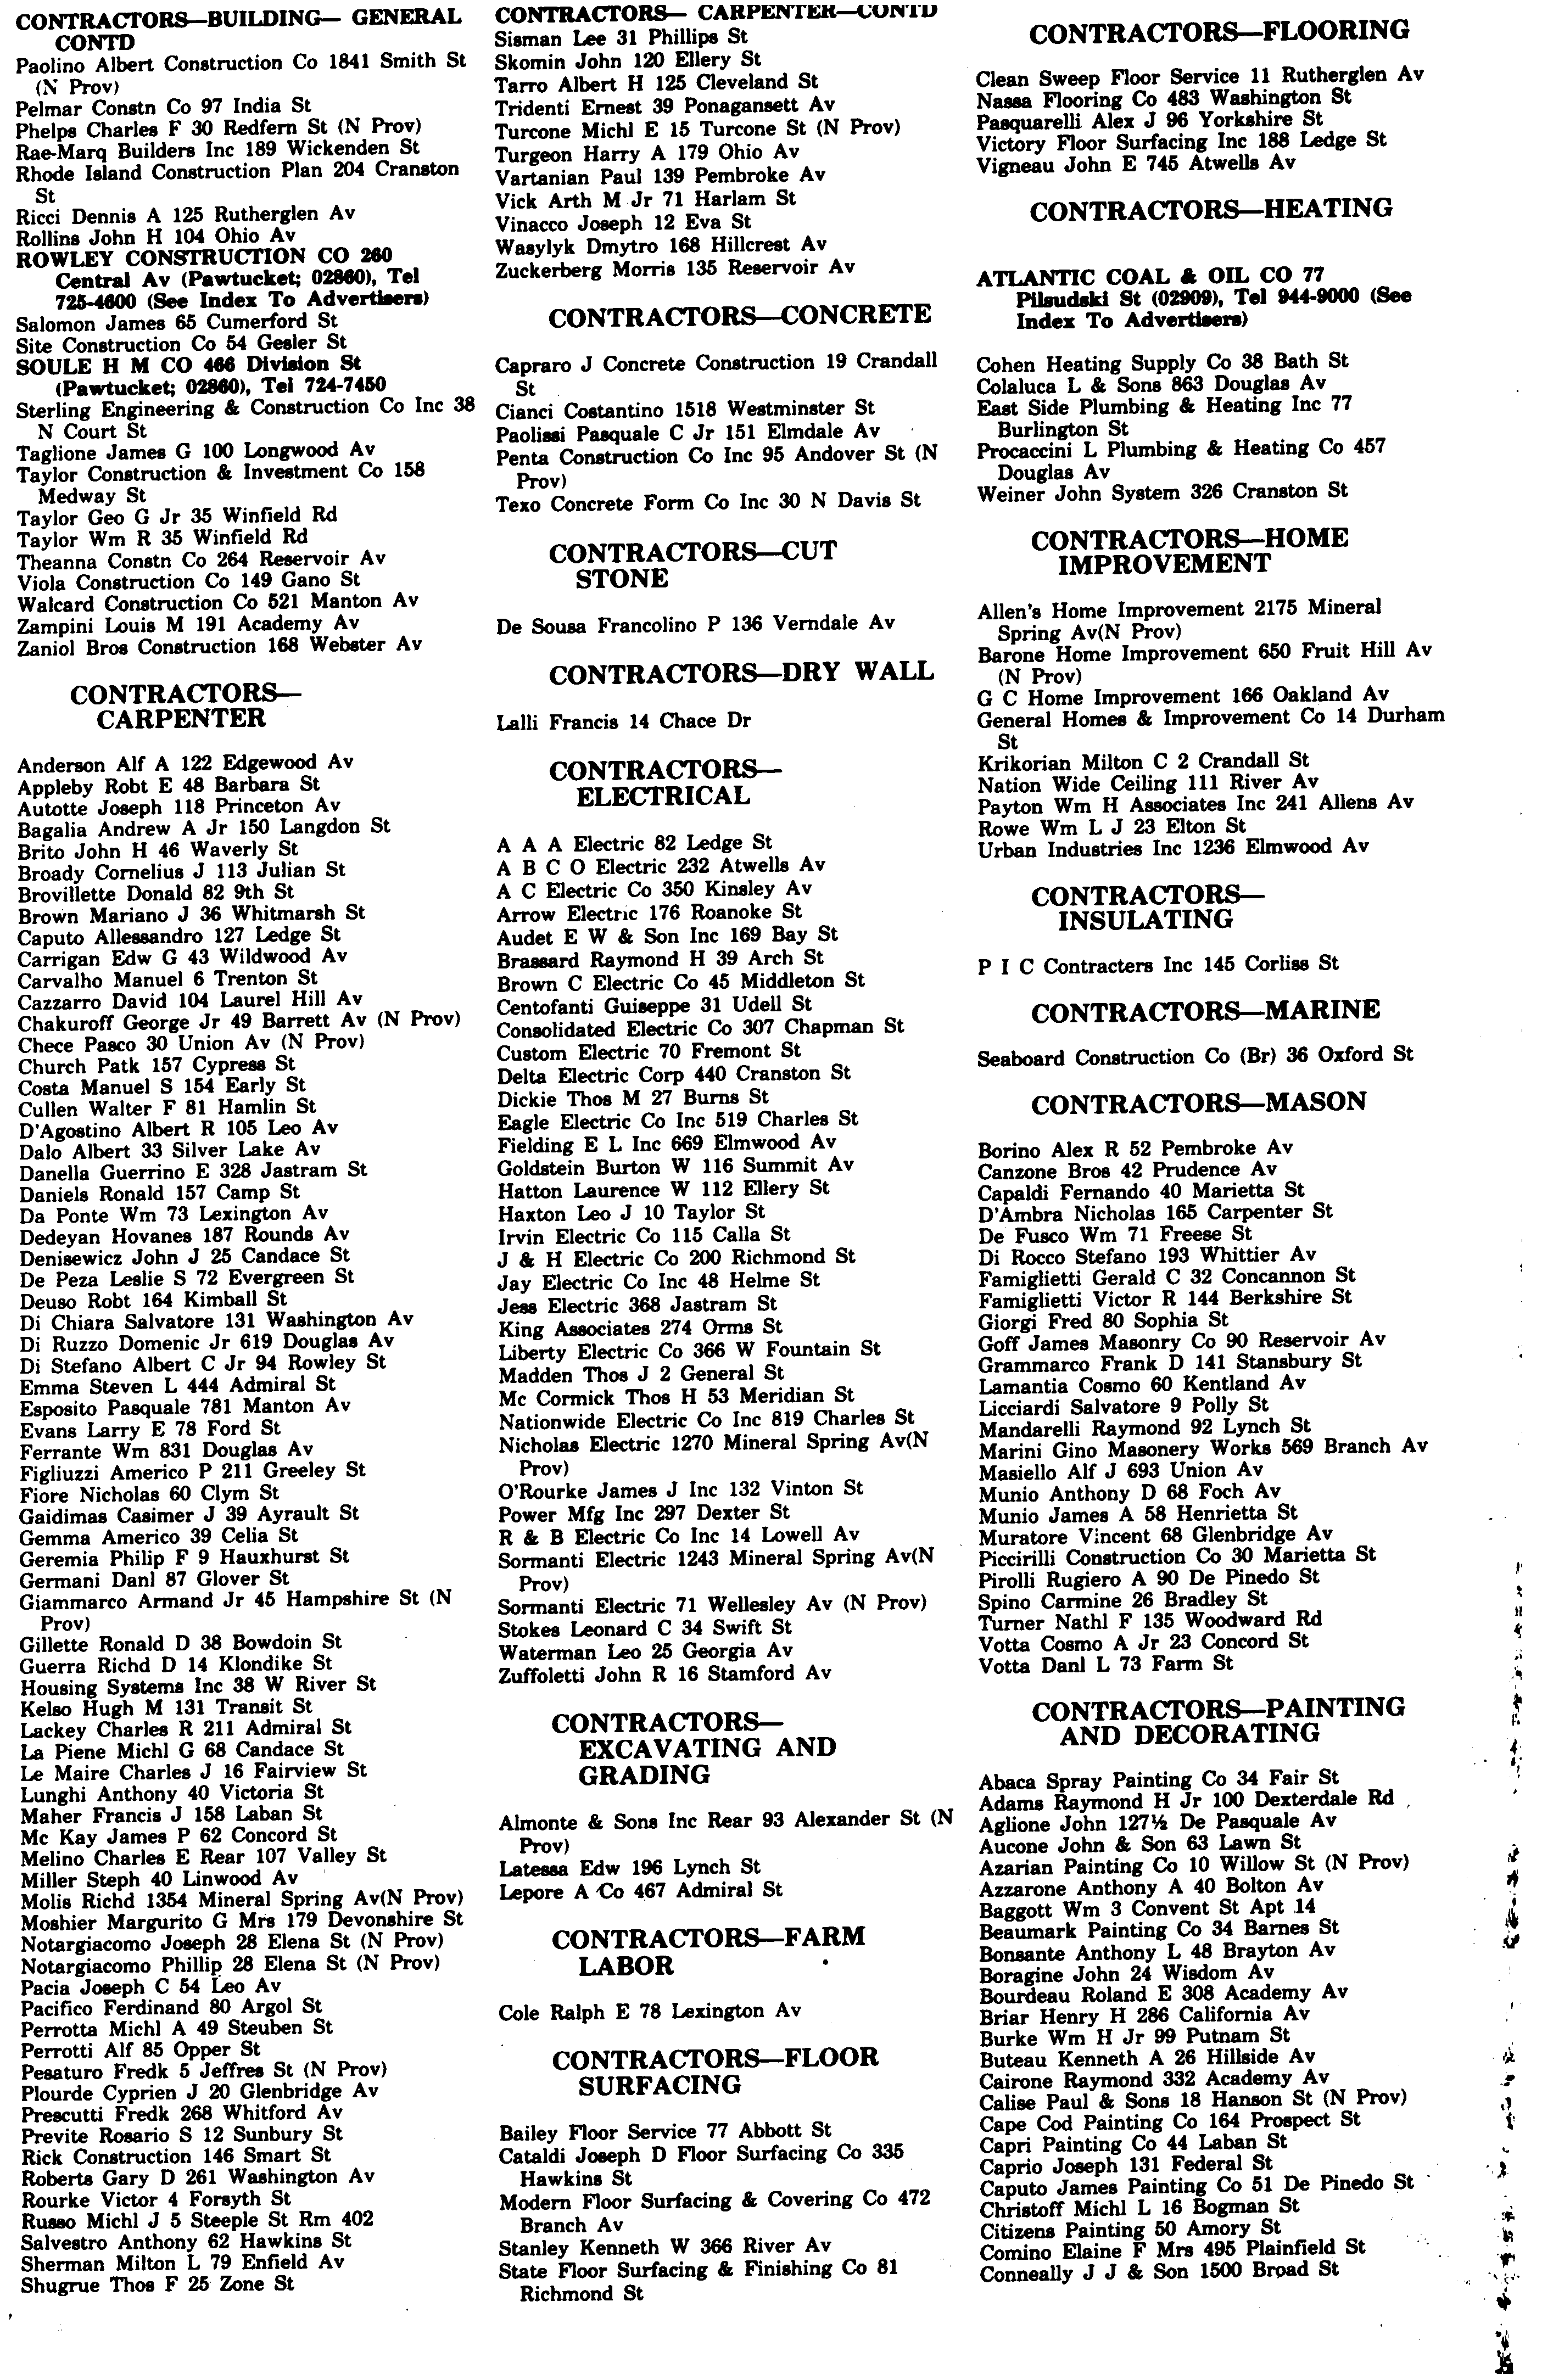 CONTRACTORS—BUILDING— GENERAL
CONTD
Paolino Albert Construction Co 1841 Smith St
(N Prov)
Pelmar Constn Co 97 India St
Phelps Charles F 30 Redfern St (N Prov)
Rae-Marq Builders Inc 189 Wickenden St
Rhode Island Construction Plan 204 Cranston
St
Ricci Dennis A 125 Rutherglen Av
Rollins John H 104 Ohio Av
ROWLEY CONSTRUCTION CO 260
Central Av (Pawtucket; 02860), Tel
725-4600 (See Index To Advertisers)
Salomon James 65 Cumerford St
Site Construction Co 54 Gesler St
SOULE H M CO 466 Division St
(Pawtucket; 02860), Tel 724-7450
Sterling Engineering & Construction Co Inc 38
N Court St
Taglione James G 100 Longwood Av
Taylor Construction & Investment Co 158
Medway St
Taylor Geo G Jr 35 Winfield Rd
Taylor Wm R 35 Winfield Rd
Theanna Constn Co 264 Reservoir Av
Viola Construction Co 149 Gano St
Walcard Construction Co 521 Manton Av
Zampini Louis M 191 Academy Av
Zaniol Bros Construction 168 Webster Av
CONTRACTORS—
CARPENTER
Anderson Alf A 122 Edgewood Av
Appleby Robt E 48 Barbara St
Autotte Joseph 118 Princeton Av
Bagalia Andrew A Jr 150 Langdon St
Brito John H 46 Waverly St
Broady Cornelius J 113 Julian St
Brovillette Donald 82 9th St
Brown Mariano J 36 Whitmarsh St
Caputo Allessandro 127 Ledge St
Carrigan Edw G 43 Wildwood Av
Carvalho Manuel 6 Trenton St
Cazzarro David 104 Laurel Hill Av
Chakuroff George Jr 49 Barrett Av (N Prov)
Chece Pasco 30 Union Av (N Prov)
Church Patk 157 Cypress St
Costa Manuel S 154 Early St
Cullen Walter F 81 Hamlin St
D'Agostino Albert R 105 Leo Av
Dalo Albert 33 Silver Lake Av
Danella Guerrino E 328 Jastram St
Daniels Ronald 157 Camp St
Da Ponte Wm 73 Lexington Av
Dedeyan Hovanes 187 Rounds Av
Denisewicz John J 25 Candace St
De Peza Leslie S 72 Evergreen St
Deuso Robt 164 Kimball St
Di Chiara Salvatore 131 Washington Av
Di Ruzzo Domenic Jr 619 Douglas Av
Di Stefano Albert C Jr 94 Rowley St
Emma Steven L 444 Admiral St
Esposito Pasquale 781 Manton Av
Evans Larry E 78 Ford St
Ferrante Wm 831 Douglas Av
Figliuzzi Americo P 211 Greeley St
Fiore Nicholas 60 Clym St
Gaidimas Casimer J 39 Ayrault St
Gemma Americo 39 Celia St
Geremia Philip F 9 Hauxhurst St
Germani Danl 87 Glover St
Giammarco Armand Jr 45 Hampshire St (N
Prov)
Gillette Ronald D 38 Bowdoin St
Guerra Richd D 14 Klondike St
Housing Systems Inc 38 W River St
Kelso Hugh M 131 Transit St
Lackey Charles R 211 Admiral St
La Piene Michl G 68 Candace St
Le Maire Charles J 16 Fairview St
Lunghi Anthony 40 Victoria St
Maher Francis J 158 Laban St
Mc Kay James P 62 Concord St
Melino Charles E Rear 107 Valley St
Miller Steph 40 Linwood Av
Molis Richd 1354 Mineral Spring Av(N Prov)
Moshier Margurito G Mrs 179 Devonshire St
Notargiacomo Joseph 28 Elena St (N Prov)
Notargiacomo Phillip 28 Elena St (N Prov)
Pacia Joseph C 54 Leo Av
Pacifico Ferdinand 80 Argol St
Perrotta Michl A 49 Steuben St
Perrotti Alf 85 Opper St
Pesaturo Fredk 5 Jeffres St (N Prov)
Plourde Cyprien J 20 Glenbridge Av
Prescutti Fredk 268 Whitford Av
Previte Rosario S 12 Sunbury St
Rick Construction 146 Smart St
Roberts Gary D 261 Washington Av
Rourke Victor 4 Forsyth St
Russo Michl J 5 Steeple St Rm 402
Salvestro Anthony 62 Hawkins St
Sherman Milton L 79 Enfield Av
Shugrue Thos F 25 Zone St
CONTRACTORS— CARPENTER—CONTD
Sisman Lee 31 Phillips St
Skomin John 120 Ellery St
Tarro Albert H 125 Cleveland St
Tridenti Ernest 39 Ponagansett Av
Turcone Michl E 15 Turcone St (N Prov)
Turgeon Harry A 179 Ohio Av
Vartanian Paul 139 Pembroke Av
Vick Arth M Jr 71 Harlam St
Vinacco Joseph 12 Eva St
Wasylyk Dmytro 168 Hillcrest Av
Zuckerberg Morris 135 Reservoir Av
CONTRACTORS—CONCRETE
Capraro J Concrete Construction 19 Crandall
St
Cianci Costantino 1518 Westminster St
Paolissi Pasquale C Jr 151 Elmdale Av
Penta Construction Co Inc 95 Andover St (N
Prov)
Texo Concrete Form Co Inc 30 N Davis St
CONTRACTORS—CUT
STONE
De Sousa Francolino P 136 Verndale Av
CONTRACTORS—DRY WALL
Lalli Francis 14 Chace Dr
CONTRACTORS—
ELECTRICAL
A A A Electric 82 Ledge St
A B C O Electric 232 Atwells Av
A C Electric Co 350 Kinsley Av
Arrow Electric 176 Roanoke St
Audet E W & Son Inc 169 Bay St
Brassard Raymond H 39 Arch St
Brown C Electric Co 45 Middleton St
Centofanti Guiseppe 31 Udell St
Consolidated Electric Co 307 Chapman St
Custom Electric 70 Fremont St
Delta Electric Corp 440 Cranston St
Dickie Thos M 27 Burns St
Eagle Electric Co Inc 519 Charles St
Fielding E L Inc 669 Elmwood Av
Goldstein Burton W 116 Summit Av
Hatton Laurence W 112 Ellery St
Haxton Leo J 10 Taylor St
Irvin Electric Co 115 Calla St
J & H Electric Co 200 Richmond St
Jay Electric Co Inc 48 Helme St
Jess Electric 368 Jastram St
King Associates 274 Orms St
Liberty Electric Co 366 W Fountain St
Madden Thos J 2 General St
Mc Cormick Thos H 53 Meridian St
Nationwide Electric Co Inc 819 Charles St
Nicholas Electric 1270 Mineral Spring Av(N
Prov)
O'Rourke James J Inc 132 Vinton St
Power Mfg Inc 297 Dexter St
R & B Electric Co Inc 14 Lowell Av
Sormanti Electric 1243 Mineral Spring Av(N
Prov)
Sormanti Electric 71 Wellesley Av (N Prov)
Stokes Leonard C 34 Swift St
Waterman Leo 25 Georgia Av
Zuffoletti John R 16 Stamford Av
CONTRACTORS—
EXCAVATING AND
GRADING
Almonte & Sons Inc Rear 93 Alexander St (N
Prov)
Latessa Edw 196 Lynch St
Lepore A Co 467 Admiral St
CONTRACTORS—FARM
LABOR
Cole Ralph E 78 Lexington Av
CONTRACTORS—FLOOR
SURFACING
Bailey Floor Service 77 Abbott St
Cataldi Joseph D Floor Surfacing Co 335
Hawkins St
Modern Floor Surfacing & Covering Co 472
Branch Av
Stanley Kenneth W 366 River Av
State Floor Surfacing & Finishing Co 81
Richmond St
CONTRACTORS—FLOORING
Clean Sweep Floor Service 11 Rutherglen Av
Nassa Flooring Co 483 Washington St
Pasquarelli Alex J 96 Yorkshire St
Victory Floor Surfacing Inc 188 Ledge St
Vigneau John E 745 Atwells Av
CONTRACTORS—HEATING
ATLANTIC COAL & OIL CO 77
Pilsudski St (02909), Tel 944-9000 (See
Index To Advertisers)
Cohen Heating Supply Co 38 Bath St
Colaluca L & Sons 863 Douglas Av
East Side Plumbing & Heating Inc 77
Burlington St
Procaccini L Plumbing & Heating Co 457
Douglas Av
Weiner John System 326 Cranston St
CONTRACTORS—HOME
IMPROVEMENT
Allen's Home Improvement 2175 Mineral
Spring Av(N Prov)
Barone Home Improvement 650 Fruit Hill Av
(N Prov)
G C Home Improvement 166 Oakland Av
General Homes & Improvement Co 14 Durham
St
Krikorian Milton C 2 Crandall St
Nation Wide Ceiling 111 River Av
Payton Wm H Associates Inc 241 Allens Av
Rowe Wm L J 23 Elton St
Urban Industries Inc 1236 Elmwood Av
CONTRACTORS—
INSULATING
P I C Contracters Inc 145 Corliss St
CONTRACTORS—MARINE
Seaboard Construction Co (Br) 36 Oxford St
CONTRACTORS—MASON
Borino Alex R 52 Pembroke Av
Canzone Bros 42 Prudence Av
Capaldi Fernando 40 Marietta St
D'Ambra Nicholas 165 Carpenter St
De Fusco Wm 71 Freese St
Di Rocco Stefano 193 Whittier Av
Famiglietti Gerald C 32 Concannon St
Famiglietti Victor R 144 Berkshire St
Giorgi Fred 80 Sophia St
Goff James Masonry Co 90 Reservoir Av
Grammarco Frank D 141 Stansbury St
Lamantia Cosmo 60 Kentland Av
Licciardi Salvatore 9 Polly St
Mandarelli Raymond 92 Lynch St
Marini Gino Masonery Works 569 Branch Av
Masiello Alf J 693 Union Av
Munio Anthony D 68 Foch Av
Munio James A 58 Henrietta St
Muratore Vincent 68 Glenbridge Av
Piccirilli Construction Co 30 Marietta St
Pirolli Rugiero A 90 De Pinedo St
Spino Carmine 26 Bradley St
Turner Nathl F 135 Woodward Rd
Votta Cosmo A Jr 23 Concord St
Votta Danl L 73 Farm St
CONTRACTORS—PAINTING
AND DECORATING
Abaca Spray Painting Co 34 Fair St
Adams Raymond H Jr 100 Dexterdale Rd
Aglione John 127½ De Pasquale Av
Aucone John & Son 63 Lawn St
Azarian Painting Co 10 Willow St (N Prov)
Azzarone Anthony A 40 Bolton Av
Baggott Wm 3 Convent St Apt 14
Beaumark Painting Co 34 Barnes St
Bonsante Anthony L 48 Brayton Av
Boragine John 24 Wisdom Av
Bourdeau Roland E 308 Academy Av
Briar Henry H 286 California Av
Burke Wm H Jr 99 Putnam St
Buteau Kenneth A 26 Hillside Av
Cairone Raymond 332 Academy Av
Calise Paul & Sons 18 Hanson St (N Prov)
Cape Cod Painting Co 164 Prospect St
Capri Painting Co 44 Laban St
Caprio Joseph 131 Federal St
Caputo James Painting Co 51 De Pinedo St
Christoff Michl L 16 Bogman St
Citizens Painting 50 Amory St
Comino Elaine F Mrs 495 Plainfield St
Conneally J J & Son 1500 Broad St